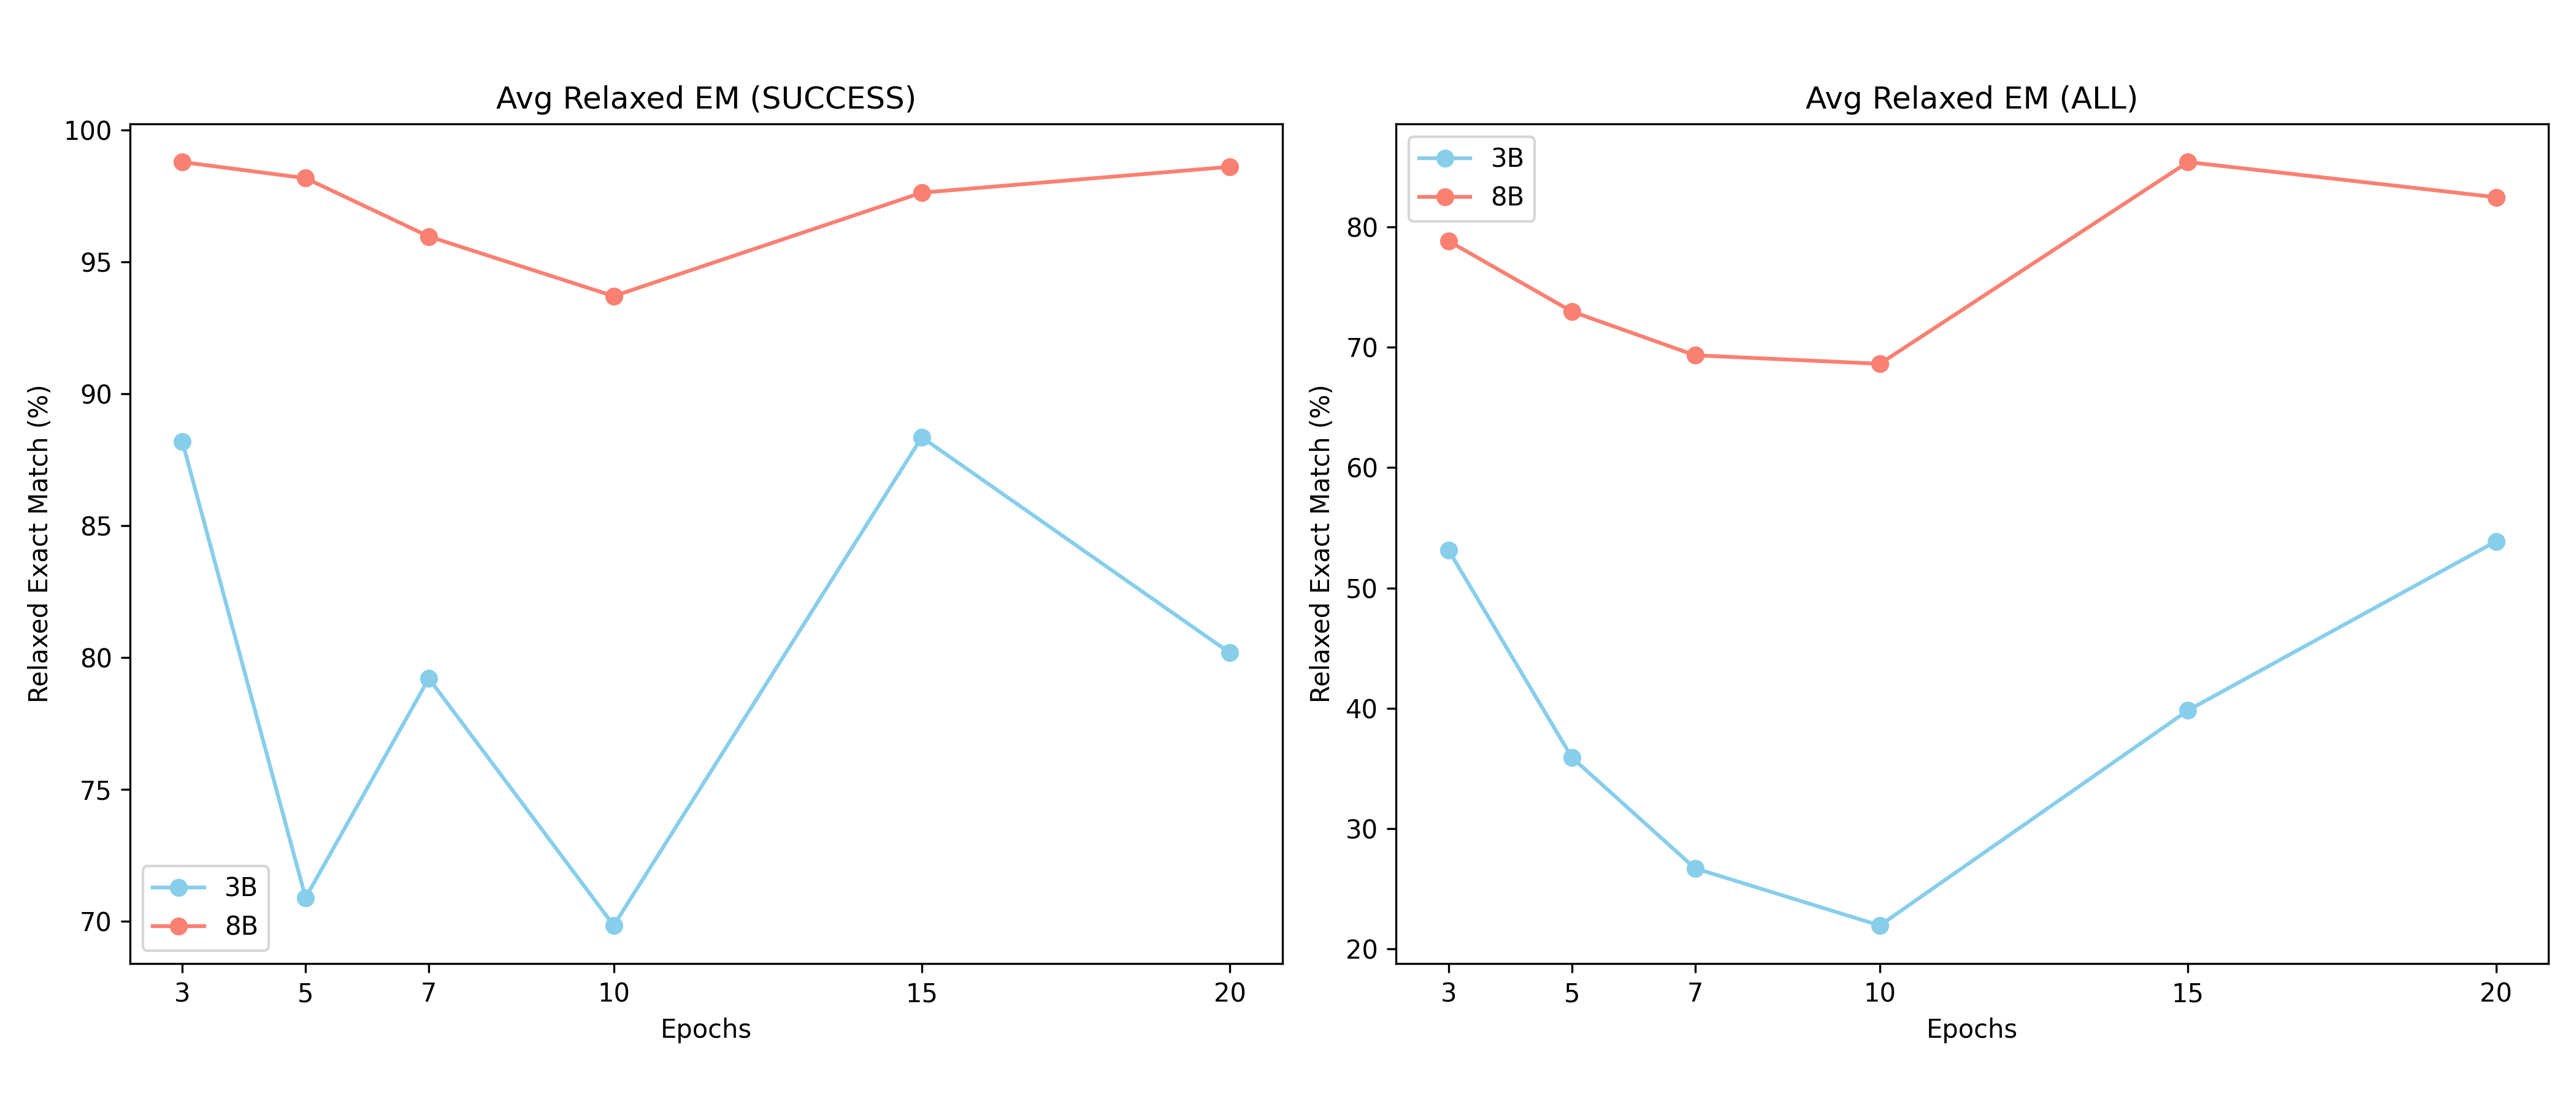 Avg Relaxed EM (SUCCESS)
Relaxed Exact Match (%)
100
95
90
85
80
75
70
3B
8B
3
5
7
10
15
20
Epochs
Avg Relaxed EM (ALL)
Relaxed Exact Match (%)
3B
8B
80
70
60
50
40
30
20
3
5
7
10
15
20
Epochs